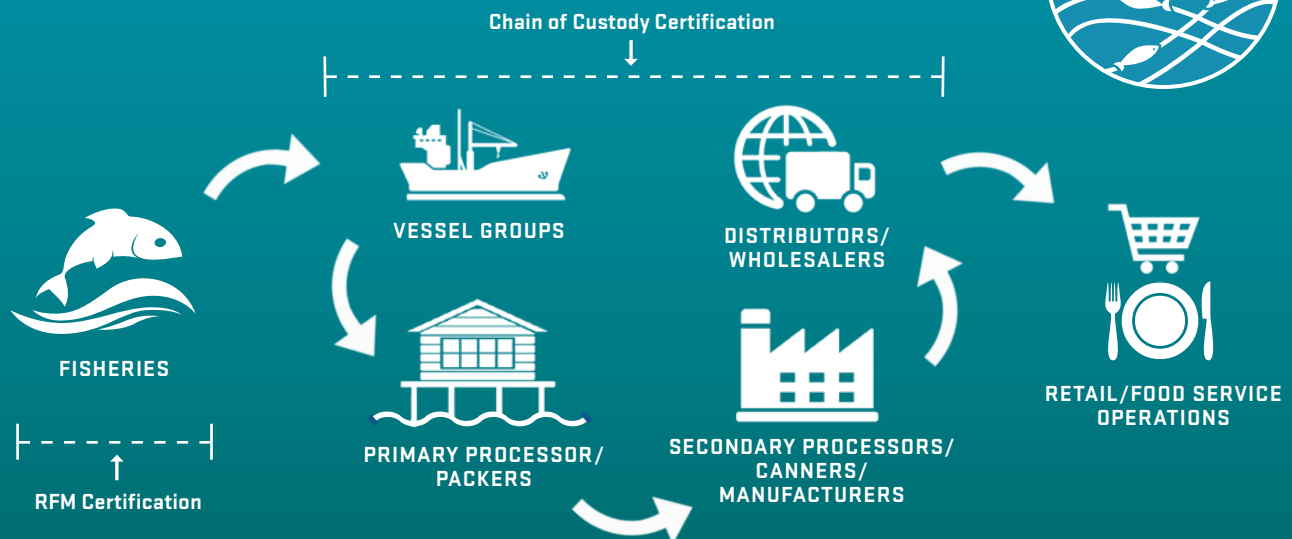 Chain of Custody Certification
VESSEL GROUPS
DISTRIBUTORS/
WHOLESALERS
FISHERIES
RETAIL/FOOD SERVICE
OPERATIONS
PRIMARY PROCESSOR/
PACKERS
SECONDARY PROCESSORS/
CANNERS/
MANUFACTURERS
RFM Certification